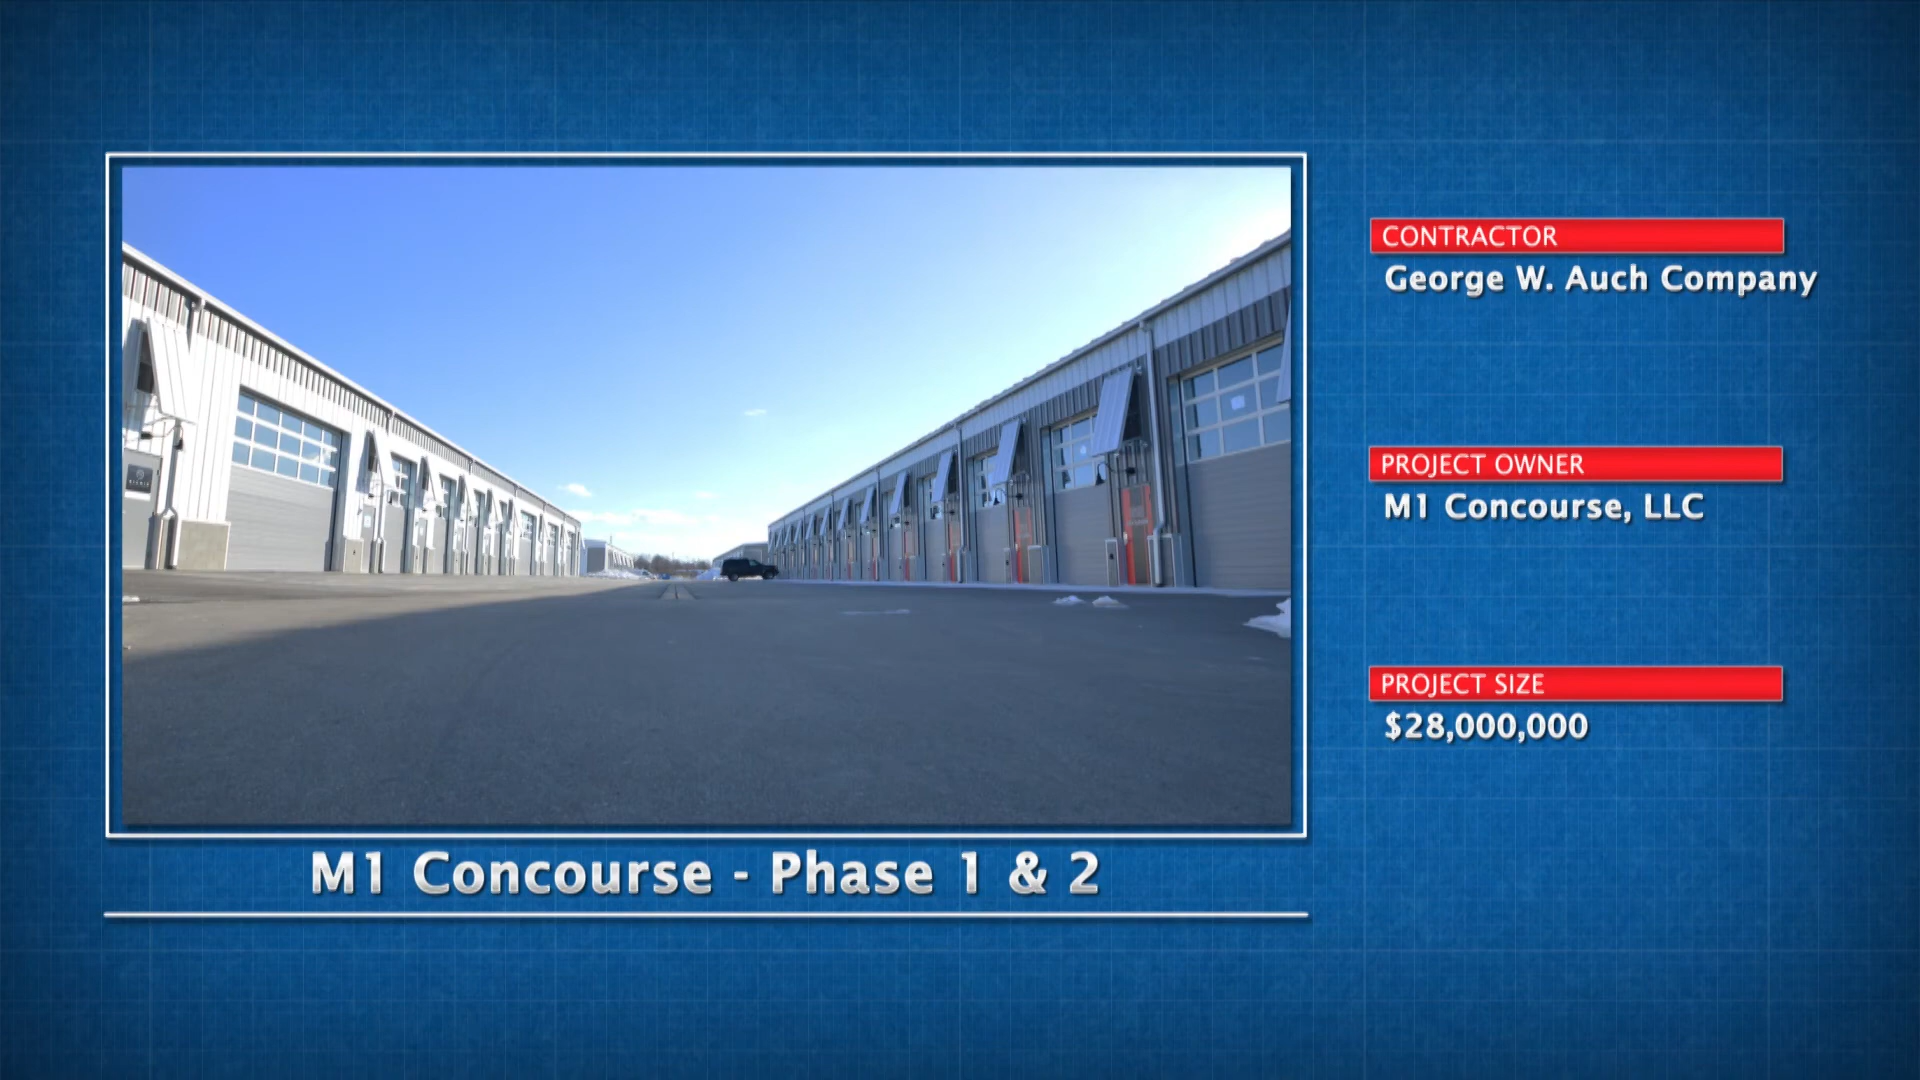 CONTRACTOR
George W. Auch Company
PROJECT OWNER
M1 Concourse, LLC
PROJECT SIZE
$28,000,000
M1 Concourse - Phase 1 & 2